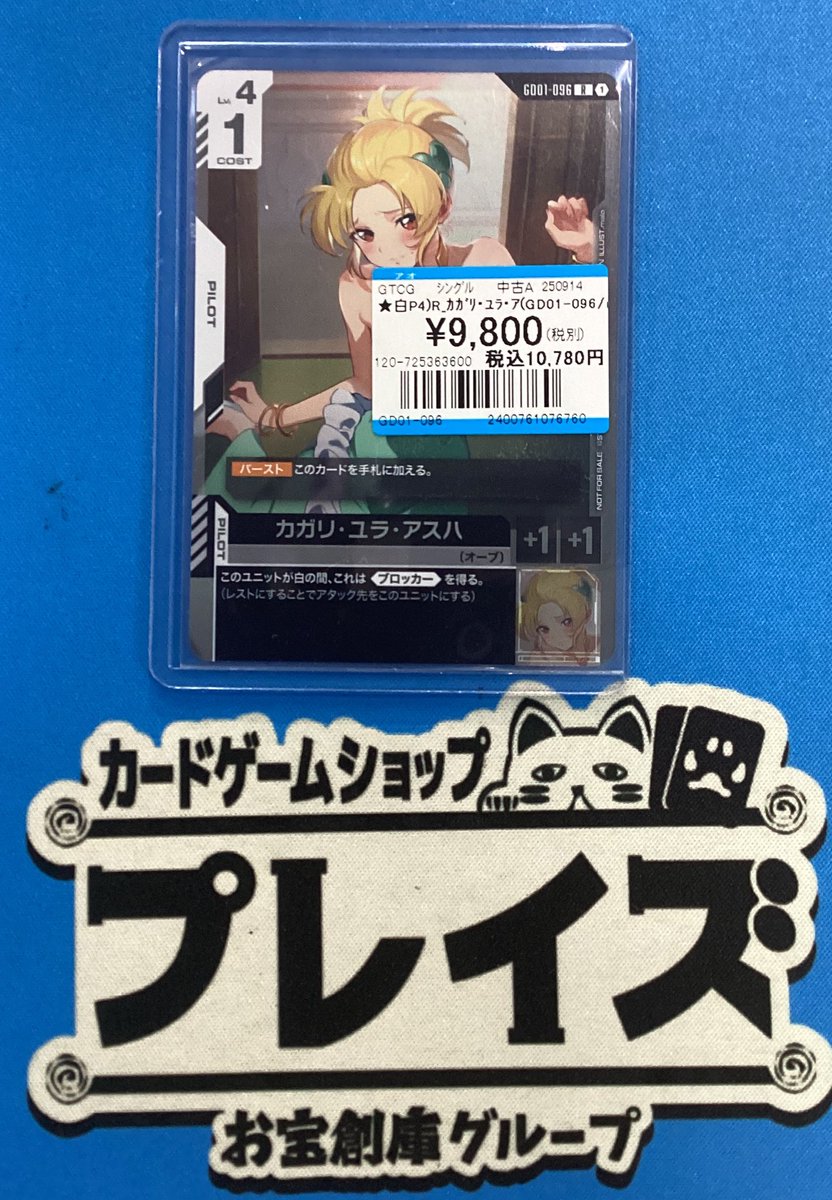 Lv. 4
1
COST
GD01-096 R 1
PILOT
アオ
GTCG シングル 中古A 250914
★白P4)R_ｶｶﾞﾘ･ﾕﾗ･ｱ(GD01-096/
¥9,800(税別)
120-725363600 税込10,780円
GD01-096 2400761076760
NOT FOR SALE
バースト このカードを手札に加える。
PILOT
カガリ・ユラ・アスハ
+1 +1
(オーブ)
このユニットが白の間、これは ブロッカー を得る。
(レストにすることでアタック先をこのユニットにする)
カードゲームショップ
プレイズ
お宝創庫グループ